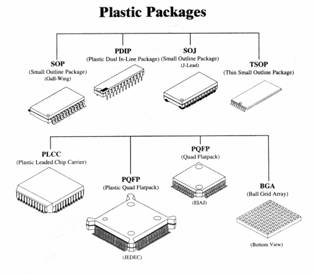 Plastic Packages
SOP
(Small Outline Package)
(Gull-Wing)
PDIP
(Plastic Dual In-Line Package)
SOJ
(Small Outline Package)
(J-Lead)
TSOP
(Thin Small Outline Package)
PLCC
(Plastic Leaded Chip Carrier)
PQFP
(Plastic Quad Flatpack)
(JEDEC)
PQFP
(Quad Flatpack)
(EIAJ)
BGA
(Ball Grid Array)
(Bottom View)